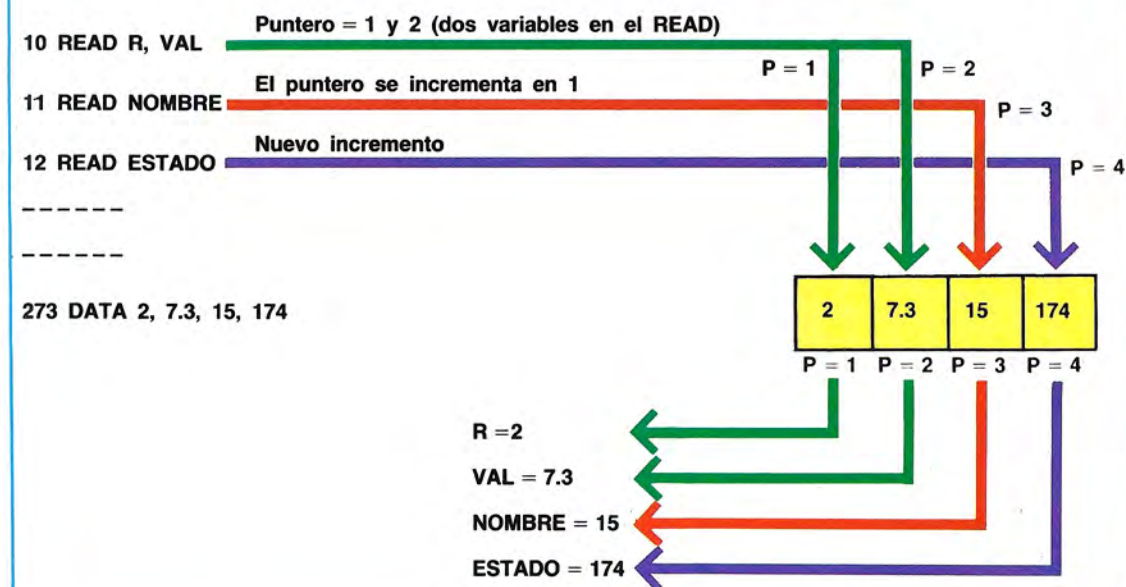 Puntero = 1 y 2 (dos variables en el READ)
10 READ R, VAL
P = 1
P = 2
El puntero se incrementa en 1
11 READ NOMBRE
P = 3
Nuevo incremento
12 READ ESTADO
P = 4
------
------
273 DATA 2, 7.3, 15, 174
2 7.3 15 174
P = 1 P = 2 P = 3 P = 4
R =2
VAL = 7.3
NOMBRE = 15
ESTADO = 174